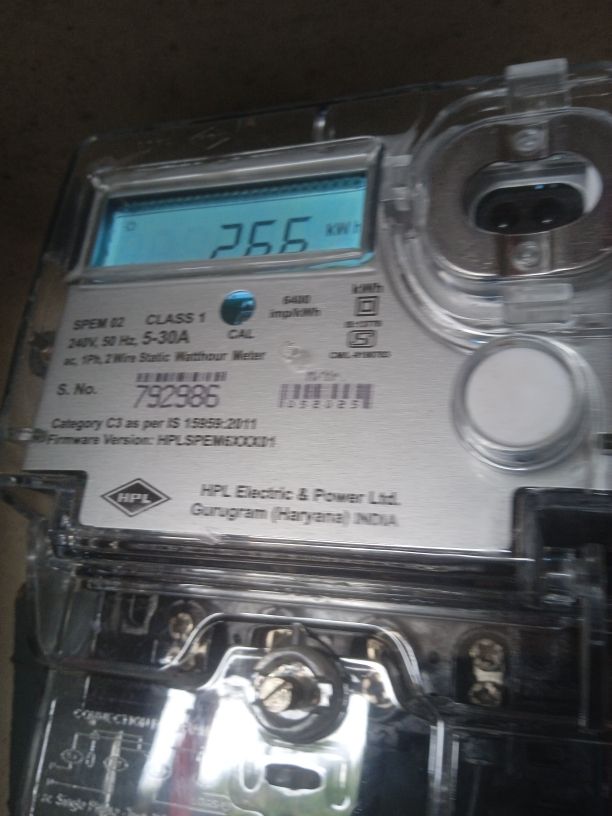 266 kWh
SPEM 02 CLASS 1
CAL
6400
imp/kWh
kWh
240V, 50 Hz, 5-30A
ac, 1Ph, 2 Wire Static Watthour Meter
S. No. 792986
Category C3 as per IS 15959:2011
Firmware Version: HPLSPEM6XXX01
HPL
HPL Electric & Power Ltd.
Gurugram (Haryana) INDIA